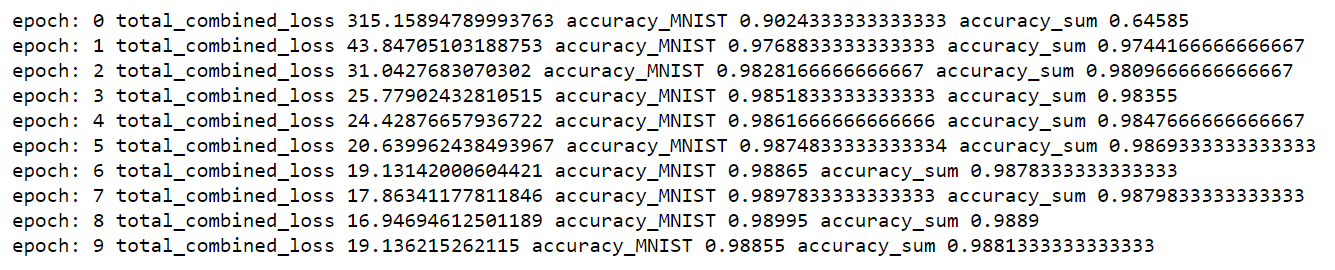 epoch: 0 total_combined_loss 315.15894789993763 accuracy_MNIST 0.9024333333333333 accuracy_sum 0.64585
epoch: 1 total_combined_loss 43.84705103188753 accuracy_MNIST 0.9768833333333333 accuracy_sum 0.9744166666666667
epoch: 2 total_combined_loss 31.0427683070302 accuracy_MNIST 0.9828166666666667 accuracy_sum 0.9809666666666667
epoch: 3 total_combined_loss 25.77902432810515 accuracy_MNIST 0.9851833333333333 accuracy_sum 0.98355
epoch: 4 total_combined_loss 24.42876657936722 accuracy_MNIST 0.9861666666666666 accuracy_sum 0.9847666666666667
epoch: 5 total_combined_loss 20.639962438493967 accuracy_MNIST 0.9874833333333334 accuracy_sum 0.9869333333333333
epoch: 6 total_combined_loss 19.13142000604421 accuracy_MNIST 0.98865 accuracy_sum 0.9878333333333333
epoch: 7 total_combined_loss 17.86341177811846 accuracy_MNIST 0.9897833333333333 accuracy_sum 0.9879833333333333
epoch: 8 total_combined_loss 16.94694612501189 accuracy_MNIST 0.98995 accuracy_sum 0.9889
epoch: 9 total_combined_loss 19.136215262115 accuracy_MNIST 0.98855 accuracy_sum 0.9881333333333333